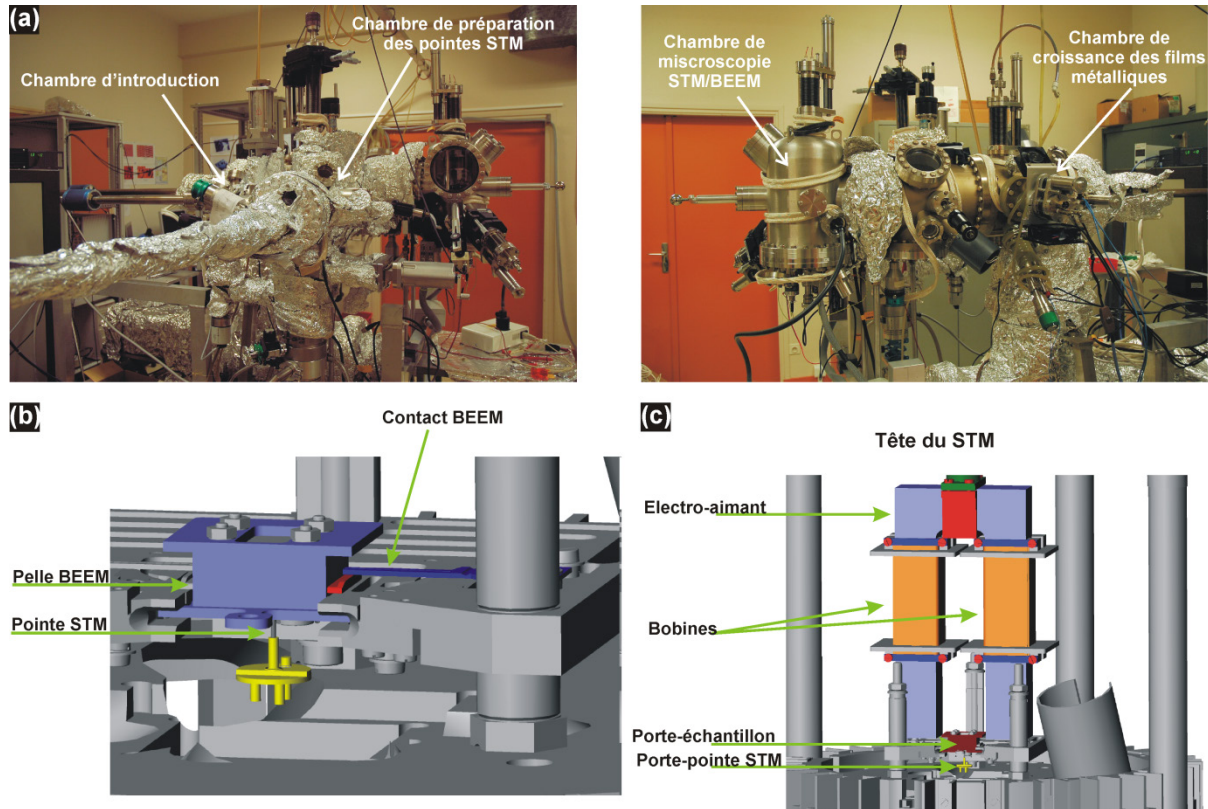 (a)
Chambre d'introduction
Chambre de préparation
des pointes STM
Chambre de
miscroscopie
STM/BEEM
Chambre de
croissance des films
métalliques
(b)
Contact BEEM
Pelle BEEM
Pointe STM
(c)
Tête du STM
Electro-aimant
Bobines
Porte-échantillon
Porte-pointe STM